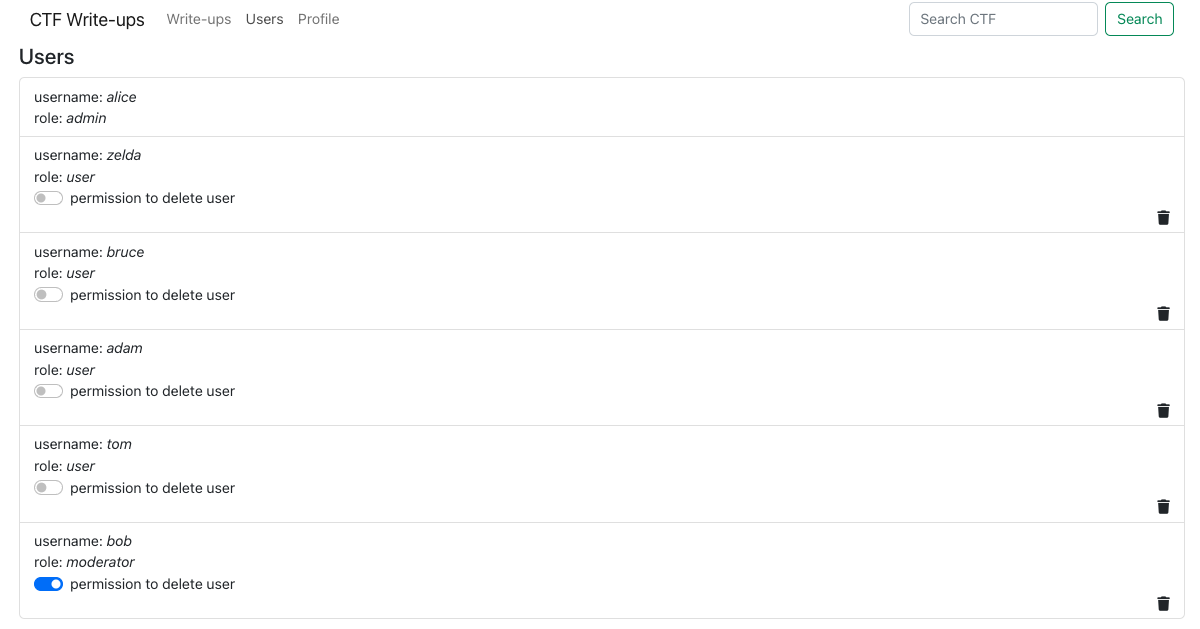 CTF Write-ups Write-ups Users Profile Search CTF Search
Users
username: alice
role: admin
username: zelda
role: user
permission to delete user
username: bruce
role: user
permission to delete user
username: adam
role: user
permission to delete user
username: tom
role: user
permission to delete user
username: bob
role: moderator
permission to delete user